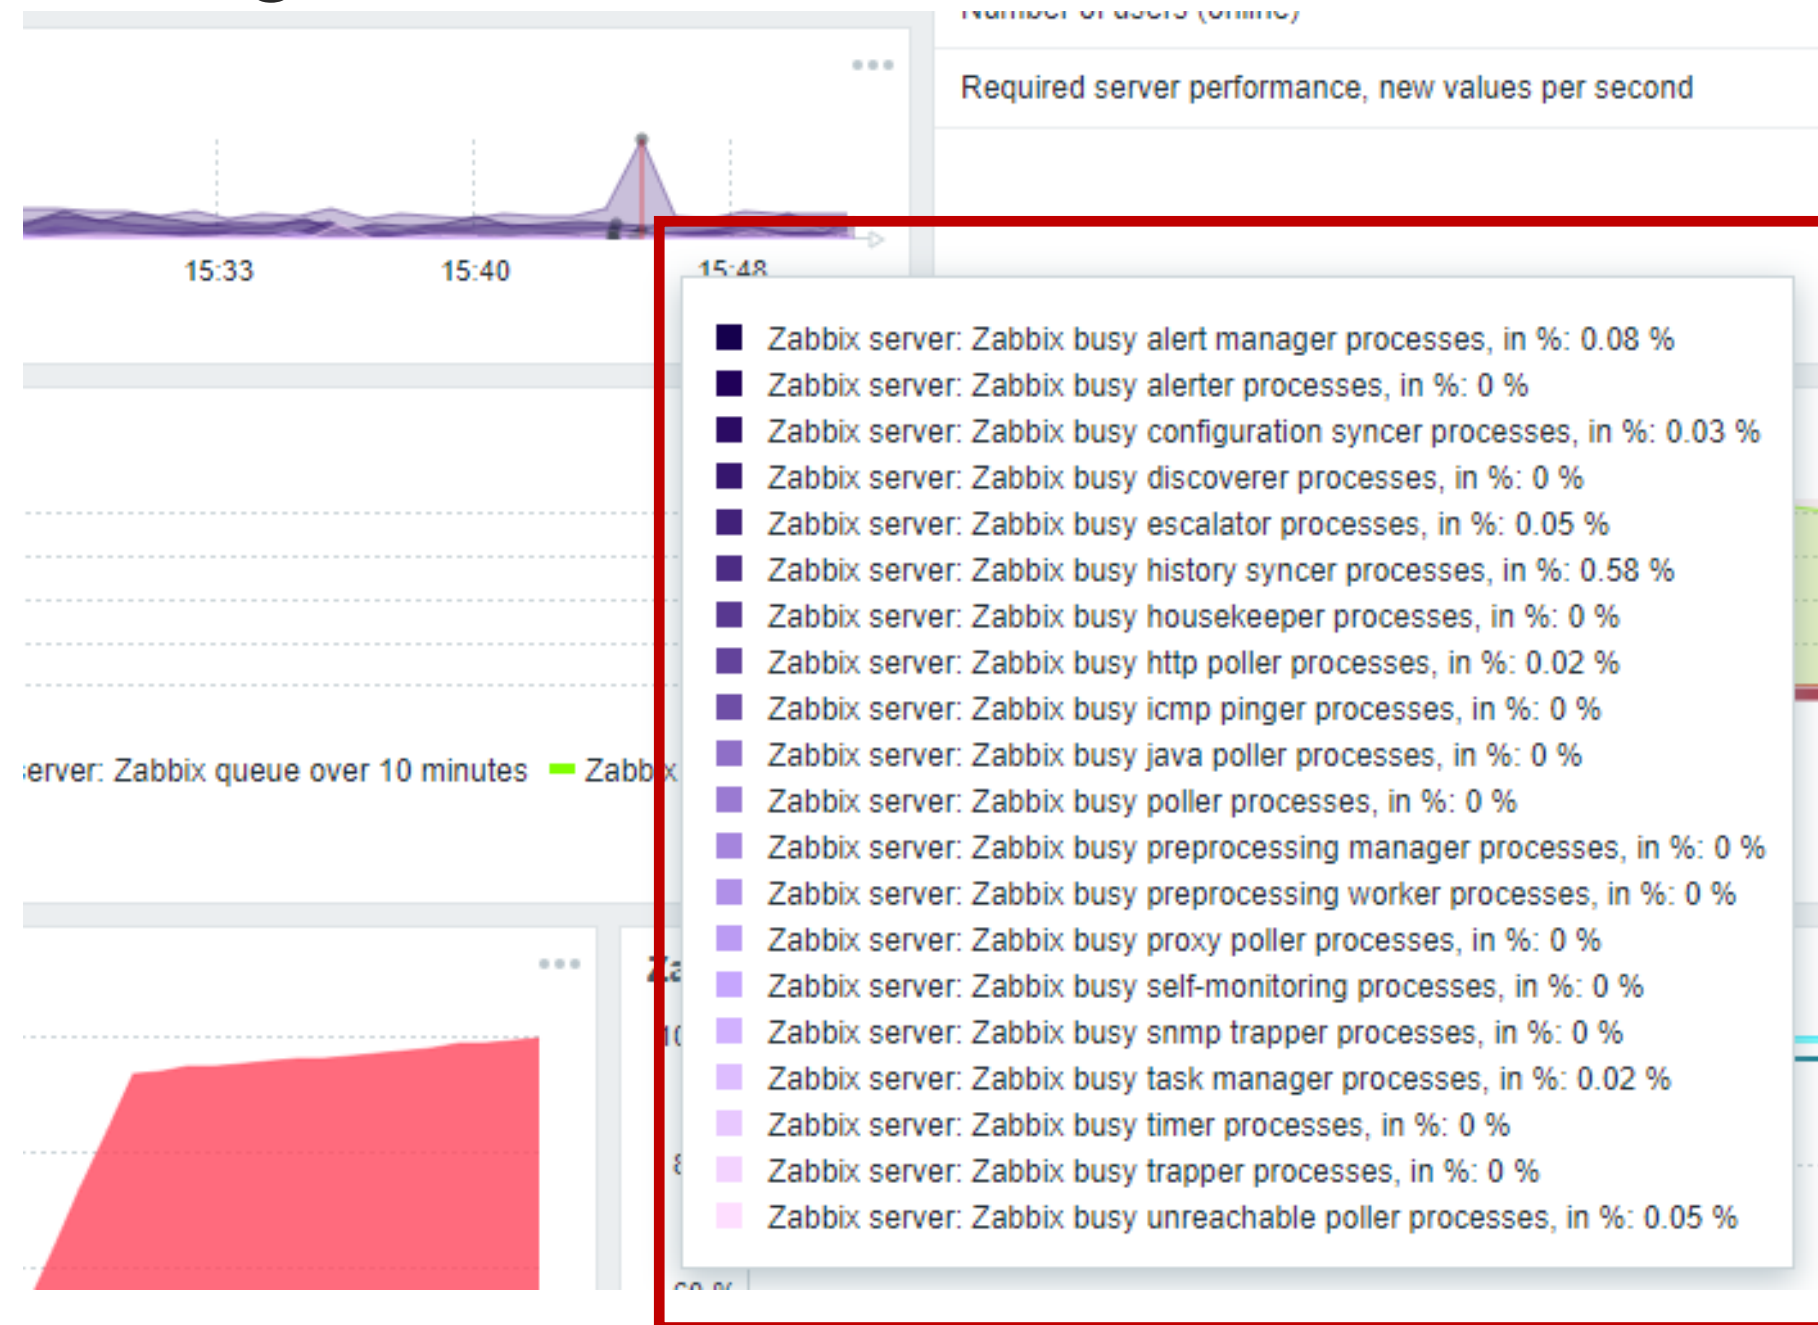 Number of users (online)
Required server performance, new values per second
15:33 15:40 15:48
Zabbix server: Zabbix busy alert manager processes, in %: 0.08 %
Zabbix server: Zabbix busy alerter processes, in %: 0 %
Zabbix server: Zabbix busy configuration syncer processes, in %: 0.03 %
Zabbix server: Zabbix busy discoverer processes, in %: 0 %
Zabbix server: Zabbix busy escalator processes, in %: 0.05 %
Zabbix server: Zabbix busy history syncer processes, in %: 0.58 %
Zabbix server: Zabbix busy housekeeper processes, in %: 0 %
Zabbix server: Zabbix busy http poller processes, in %: 0.02 %
Zabbix server: Zabbix busy icmp pinger processes, in %: 0 %
Zabbix server: Zabbix busy java poller processes, in %: 0 %
Zabbix server: Zabbix busy poller processes, in %: 0 %
Zabbix server: Zabbix busy preprocessing manager processes, in %: 0 %
Zabbix server: Zabbix busy preprocessing worker processes, in %: 0 %
Zabbix server: Zabbix busy proxy poller processes, in %: 0 %
Zabbix server: Zabbix busy self-monitoring processes, in %: 0 %
Zabbix server: Zabbix busy snmp trapper processes, in %: 0 %
Zabbix server: Zabbix busy task manager processes, in %: 0.02 %
Zabbix server: Zabbix busy timer processes, in %: 0 %
Zabbix server: Zabbix busy trapper processes, in %: 0 %
Zabbix server: Zabbix busy unreachable poller processes, in %: 0.05 %
erver: Zabbix queue over 10 minutes Zabbix
60 %